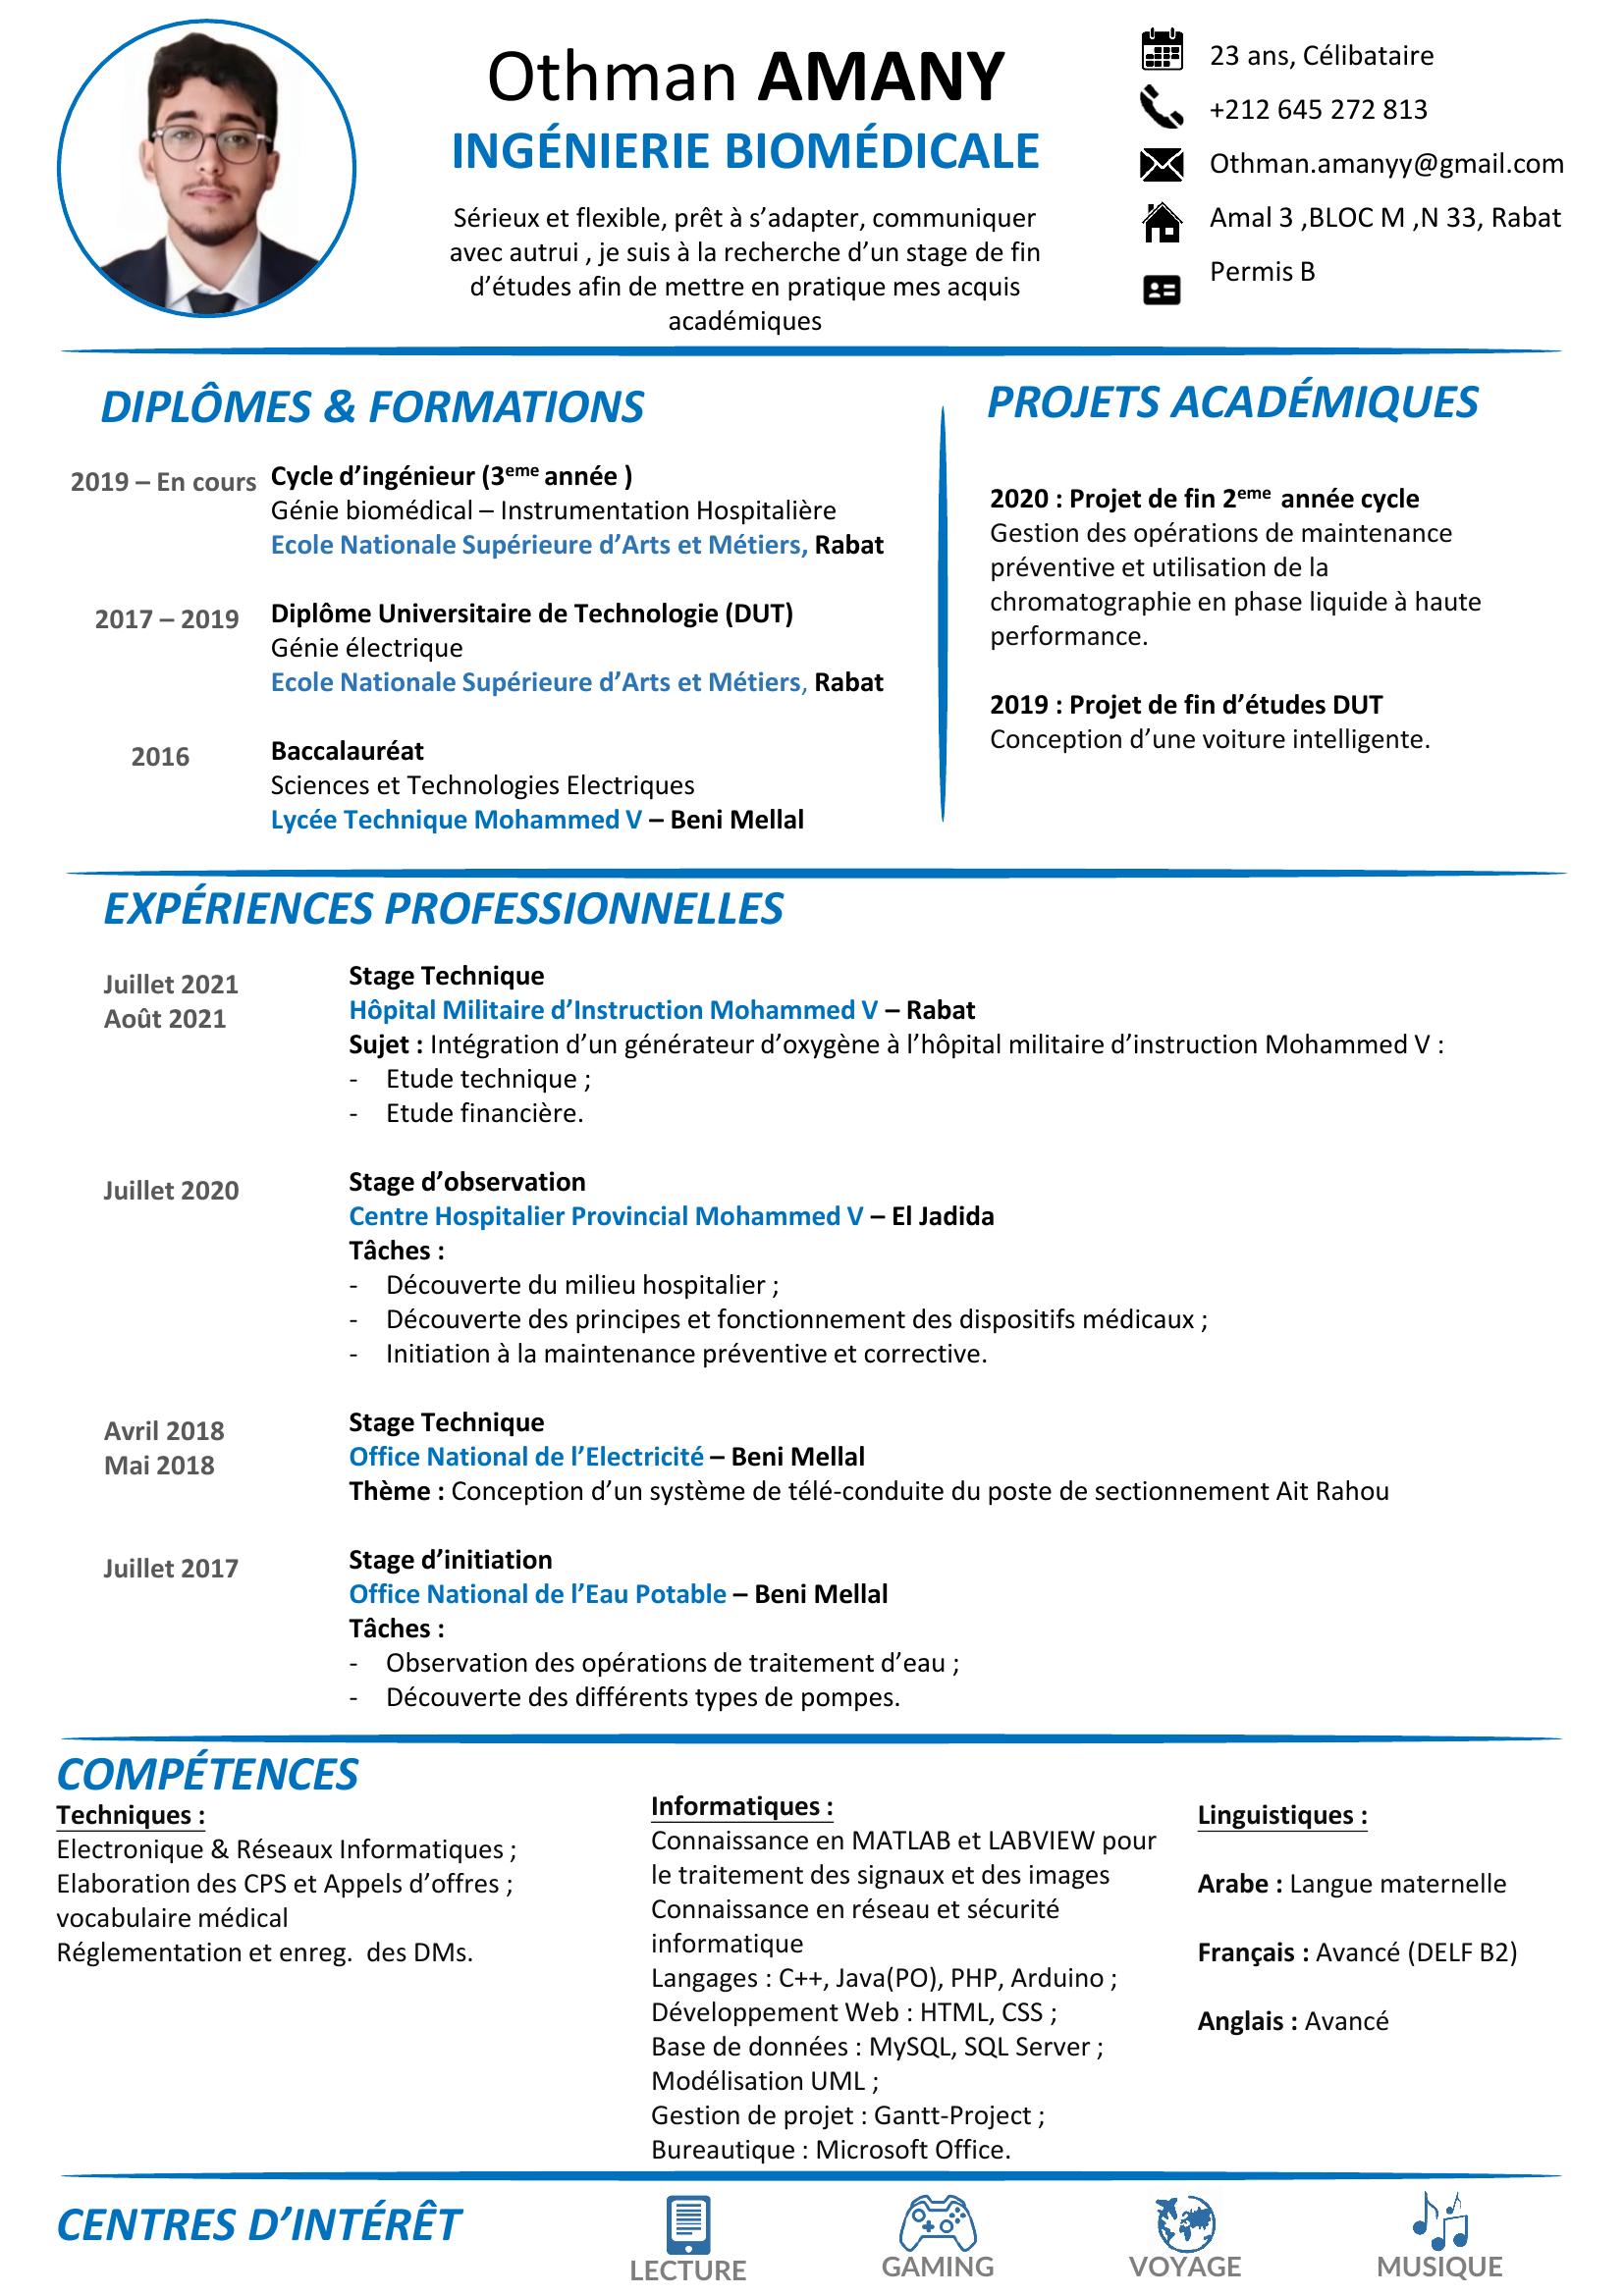 Othman AMANY
INGÉNIERIE BIOMÉDICALE
Sérieux et flexible, prêt à s’adapter, communiquer
avec autrui , je suis à la recherche d’un stage de fin
d’études afin de mettre en pratique mes acquis
académiques
23 ans, Célibataire
+212 645 272 813
Othman.amanyy@gmail.com
Amal 3 ,BLOC M ,N 33, Rabat
Permis B
DIPLÔMES & FORMATIONS
2019 – En cours Cycle d’ingénieur (3eme année )
Génie biomédical – Instrumentation Hospitalière
Ecole Nationale Supérieure d’Arts et Métiers, Rabat
2017 – 2019 Diplôme Universitaire de Technologie (DUT)
Génie électrique
Ecole Nationale Supérieure d’Arts et Métiers, Rabat
2016 Baccalauréat
Sciences et Technologies Electriques
Lycée Technique Mohammed V – Beni Mellal
PROJETS ACADÉMIQUES
2020 : Projet de fin 2eme année cycle
Gestion des opérations de maintenance
préventive et utilisation de la
chromatographie en phase liquide à haute
performance.
2019 : Projet de fin d’études DUT
Conception d’une voiture intelligente.
EXPÉRIENCES PROFESSIONNELLES
Juillet 2021
Août 2021
Stage Technique
Hôpital Militaire d’Instruction Mohammed V – Rabat
Sujet : Intégration d’un générateur d’oxygène à l’hôpital militaire d’instruction Mohammed V :
- Etude technique ;
- Etude financière.
Juillet 2020
Stage d’observation
Centre Hospitalier Provincial Mohammed V – El Jadida
Tâches :
- Découverte du milieu hospitalier ;
- Découverte des principes et fonctionnement des dispositifs médicaux ;
- Initiation à la maintenance préventive et corrective.
Avril 2018
Mai 2018
Stage Technique
Office National de l’Electricité – Beni Mellal
Thème : Conception d’un système de télé-conduite du poste de sectionnement Ait Rahou
Juillet 2017
Stage d’initiation
Office National de l’Eau Potable – Beni Mellal
Tâches :
- Observation des opérations de traitement d’eau ;
- Découverte des différents types de pompes.
COMPÉTENCES
Techniques :
Electronique & Réseaux Informatiques ;
Elaboration des CPS et Appels d’offres ;
vocabulaire médical
Réglementation et enreg. des DMs.
Informatiques :
Connaissance en MATLAB et LABVIEW pour
le traitement des signaux et des images
Connaissance en réseau et sécurité
informatique
Langages : C++, Java(PO), PHP, Arduino ;
Développement Web : HTML, CSS ;
Base de données : MySQL, SQL Server ;
Modélisation UML ;
Gestion de projet : Gantt-Project ;
Bureautique : Microsoft Office.
Linguistiques :
Arabe : Langue maternelle
Français : Avancé (DELF B2)
Anglais : Avancé
CENTRES D’INTÉRÊT
LECTURE
GAMING
VOYAGE
MUSIQUE